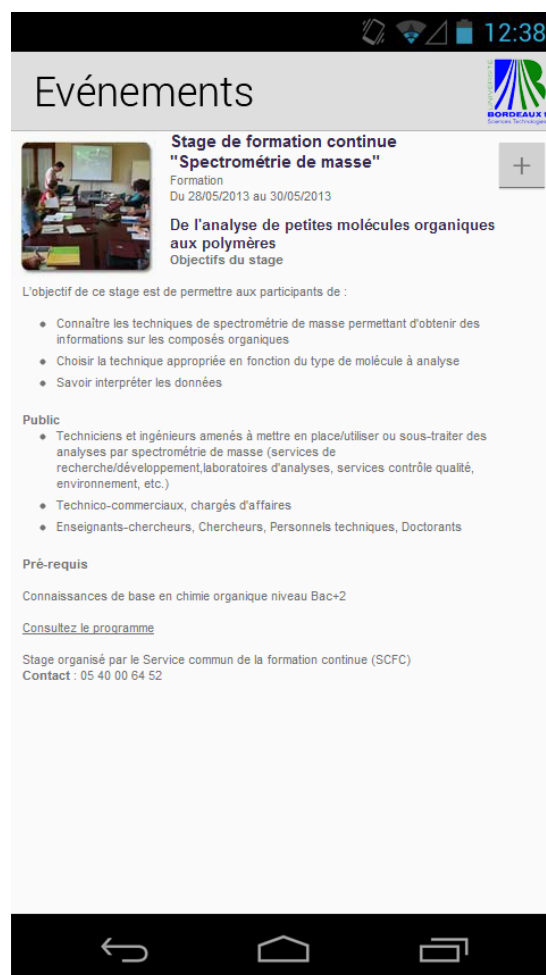 12:38
Evénements
UNIVERSITÉ
BORDEAUX 1
Sciences Technologies
Stage de formation continue
"Spectrométrie de masse"
+
Formation
Du 28/05/2013 au 30/05/2013
De l'analyse de petites molécules organiques
aux polymères
Objectifs du stage
L'objectif de ce stage est de permettre aux participants de :
• Connaître les techniques de spectrométrie de masse permettant d'obtenir des
informations sur les composés organiques
• Choisir la technique appropriée en fonction du type de molécule à analyse
• Savoir interpréter les données
Public
• Techniciens et ingénieurs amenés à mettre en place/utiliser ou sous-traiter des
analyses par spectrométrie de masse (services de
recherche/développement,laboratoires d'analyses, services contrôle qualité,
environnement, etc.)
• Technico-commerciaux, chargés d'affaires
• Enseignants-chercheurs, Chercheurs, Personnels techniques, Doctorants
Pré-requis
Connaissances de base en chimie organique niveau Bac+2
Consultez le programme
Stage organisé par le Service commun de la formation continue (SCFC)
Contact : 05 40 00 64 52